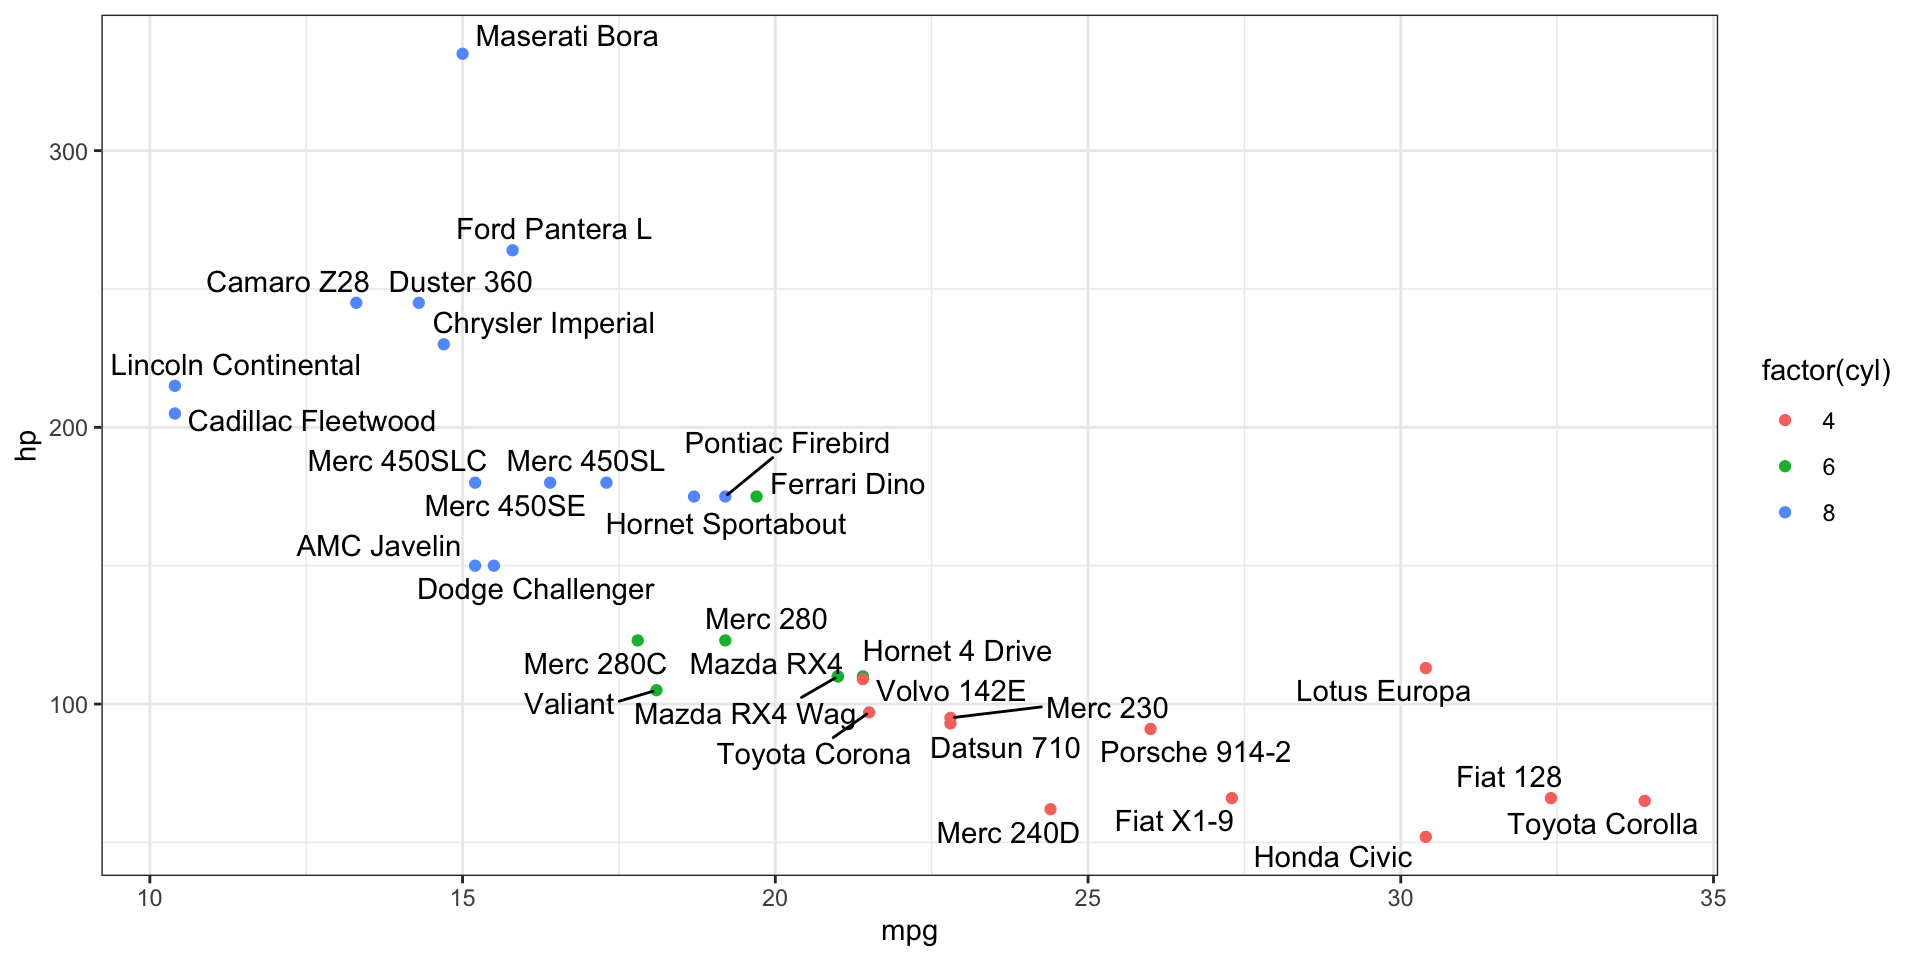 Maserati Bora
300
Ford Pantera L
Camaro Z28
Duster 360
Chrysler Imperial
Lincoln Continental
factor(cyl)
4
6
8
Cadillac Fleetwood
200
hp
Pontiac Firebird
Merc 450SLC
Merc 450SL
Ferrari Dino
Merc 450SE
Hornet Sportabout
AMC Javelin
Dodge Challenger
Merc 280
Hornet 4 Drive
Merc 280C
Mazda RX4
Volvo 142E
Lotus Europa
Valiant
100
Mazda RX4 Wag
Merc 230
Toyota Corona
Datsun 710
Porsche 914-2
Fiat 128
Merc 240D
Fiat X1-9
Toyota Corolla
Honda Civic
10
15
20
25
30
35
mpg